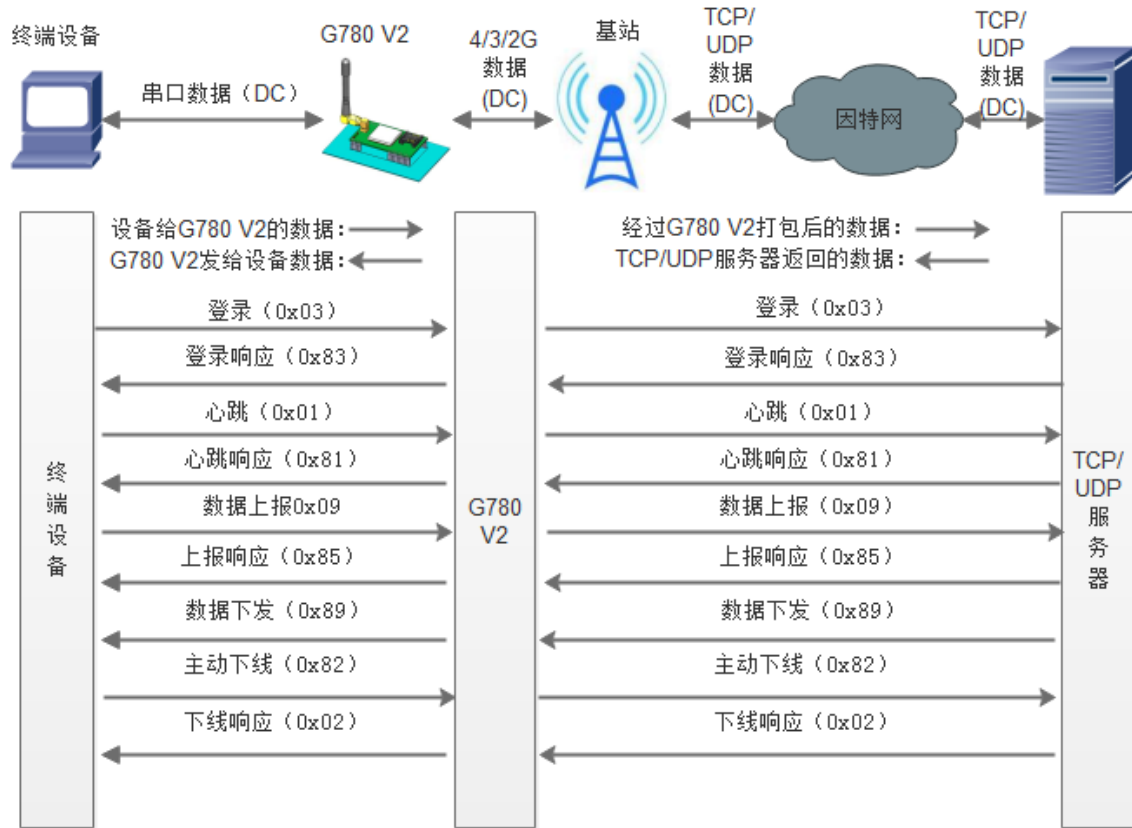 终端设备
G780 V2
4/3/2G
数据
(DC)
基站
TCP/
UDP
数据
(DC)
TCP/
UDP
数据
(DC)
串口数据（DC）
因特网
设备给G780 V2的数据：
G780 V2发给设备数据：
经过G780 V2打包后的数据：
TCP/UDP服务器返回的数据：
登录（0x03）
登录（0x03）
登录响应（0x83）
登录响应（0x83）
心跳（0x01）
心跳（0x01）
心跳响应（0x81）
心跳响应（0x81）
数据上报0x09
数据上报（0x09）
上报响应（0x85）
上报响应（0x85）
数据下发（0x89）
数据下发（0x89）
主动下线（0x82）
主动下线（0x82）
下线响应（0x02）
下线响应（0x02）
终
端
设
备
G780
V2
TCP/
UDP
服
务
器